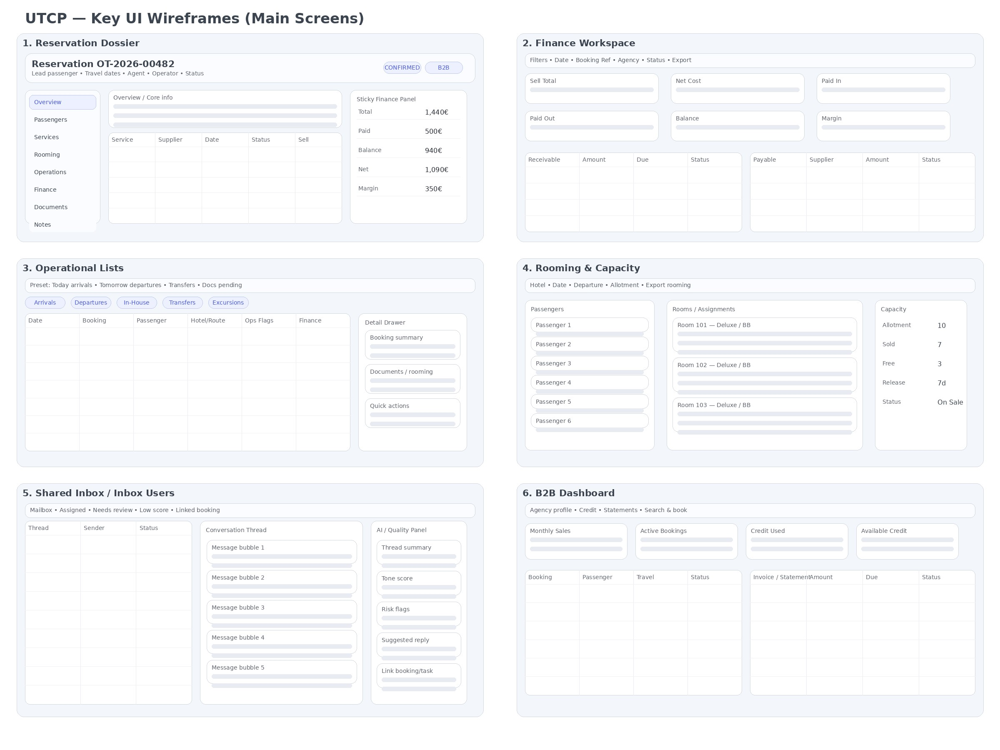 UTCP — Key UI Wireframes (Main Screens)
1. Reservation Dossier
Reservation OT-2026-00482
Lead passenger • Travel dates • Agent • Operator • Status
CONFIRMED
B2B
Overview
Passengers
Services
Rooming
Operations
Finance
Documents
Notes
Overview / Core info
Service Supplier Date Status Sell
Sticky Finance Panel
Total 1,440€
Paid 500€
Balance 940€
Net 1,090€
Margin 350€
2. Finance Workspace
Filters • Date • Booking Ref • Agency • Status • Export
Sell Total
Net Cost
Paid In
Paid Out
Balance
Margin
Receivable Amount Due Status
Payable Supplier Amount Status
3. Operational Lists
Preset: Today arrivals • Tomorrow departures • Transfers • Docs pending
Arrivals Departures In-House Transfers Excursions
Date Booking Passenger Hotel/Route Ops Flags Finance
Detail Drawer
Booking summary
Documents / rooming
Quick actions
4. Rooming & Capacity
Hotel • Date • Departure • Allotment • Export rooming
Passengers
Passenger 1
Passenger 2
Passenger 3
Passenger 4
Passenger 5
Passenger 6
Rooms / Assignments
Room 101 — Deluxe / BB
Room 102 — Deluxe / BB
Room 103 — Deluxe / BB
Capacity
Allotment 10
Sold 7
Free 3
Release 7d
Status On Sale
5. Shared Inbox / Inbox Users
Mailbox • Assigned • Needs review • Low score • Linked booking
Thread Sender Status
Conversation Thread
Message bubble 1
Message bubble 2
Message bubble 3
Message bubble 4
Message bubble 5
AI / Quality Panel
Thread summary
Tone score
Risk flags
Suggested reply
Link booking/task
6. B2B Dashboard
Agency profile • Credit • Statements • Search & book
Monthly Sales
Active Bookings
Credit Used
Available Credit
Booking Passenger Travel Status
Invoice / Statement Amount Due Status